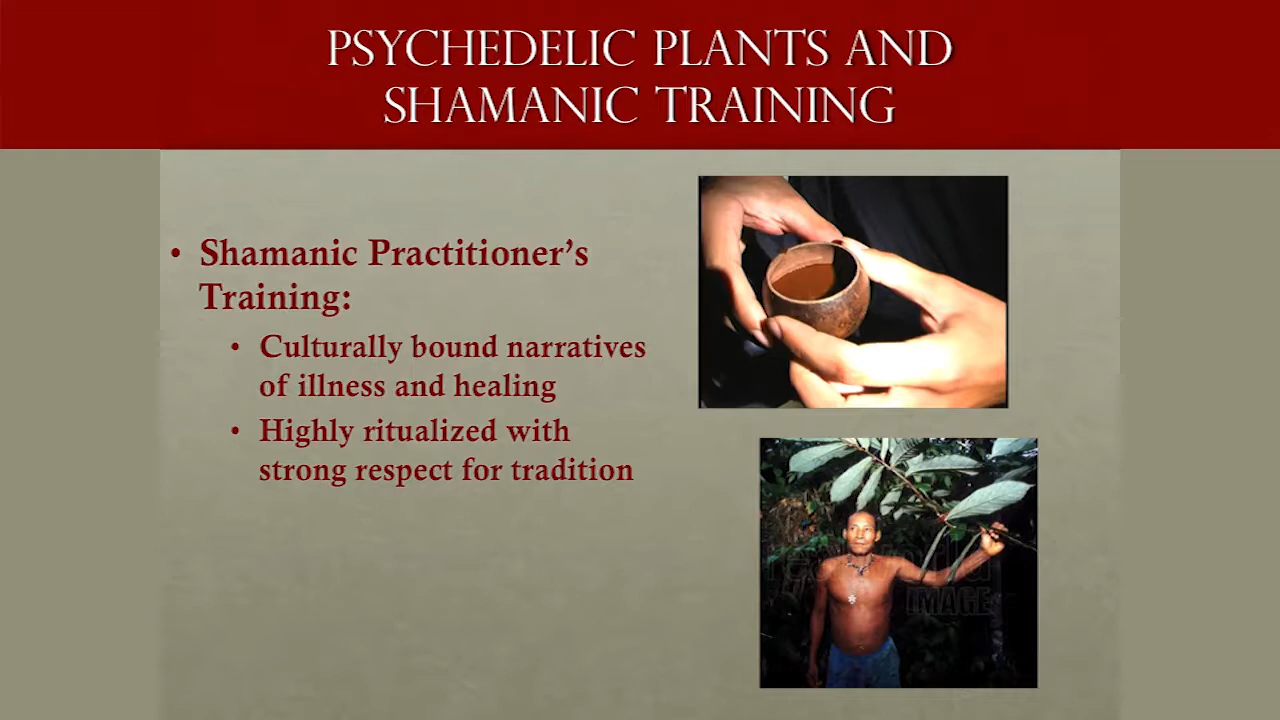 PSYCHEDELIC PLANTS AND
SHAMANIC TRAINING
• Shamanic Practitioner’s
Training:
• Culturally bound narratives
of illness and healing
• Highly ritualized with
strong respect for tradition
IMAGE